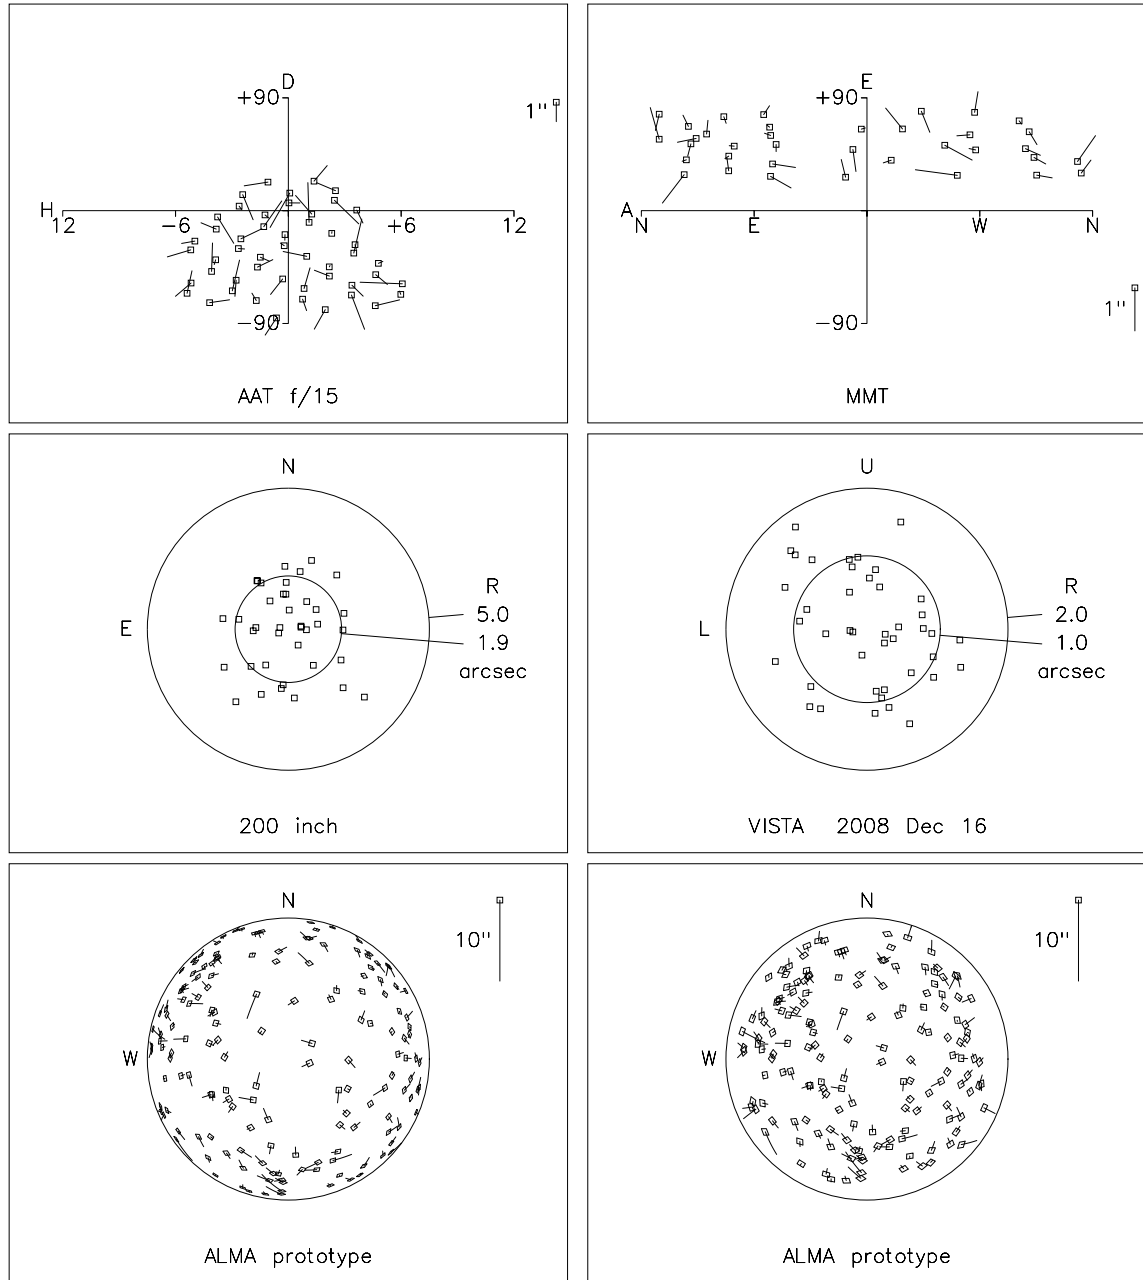 D
+90
1"
H
12
−6
+6
12
−90
AAT f/15
E
+90
A
N
E
W
N
−90
1"
MMT
N
E
R
5.0
1.9
arcsec
200 inch
U
L
R
2.0
1.0
arcsec
VISTA 2008 Dec 16
N
10"
W
ALMA prototype
N
10"
W
ALMA prototype